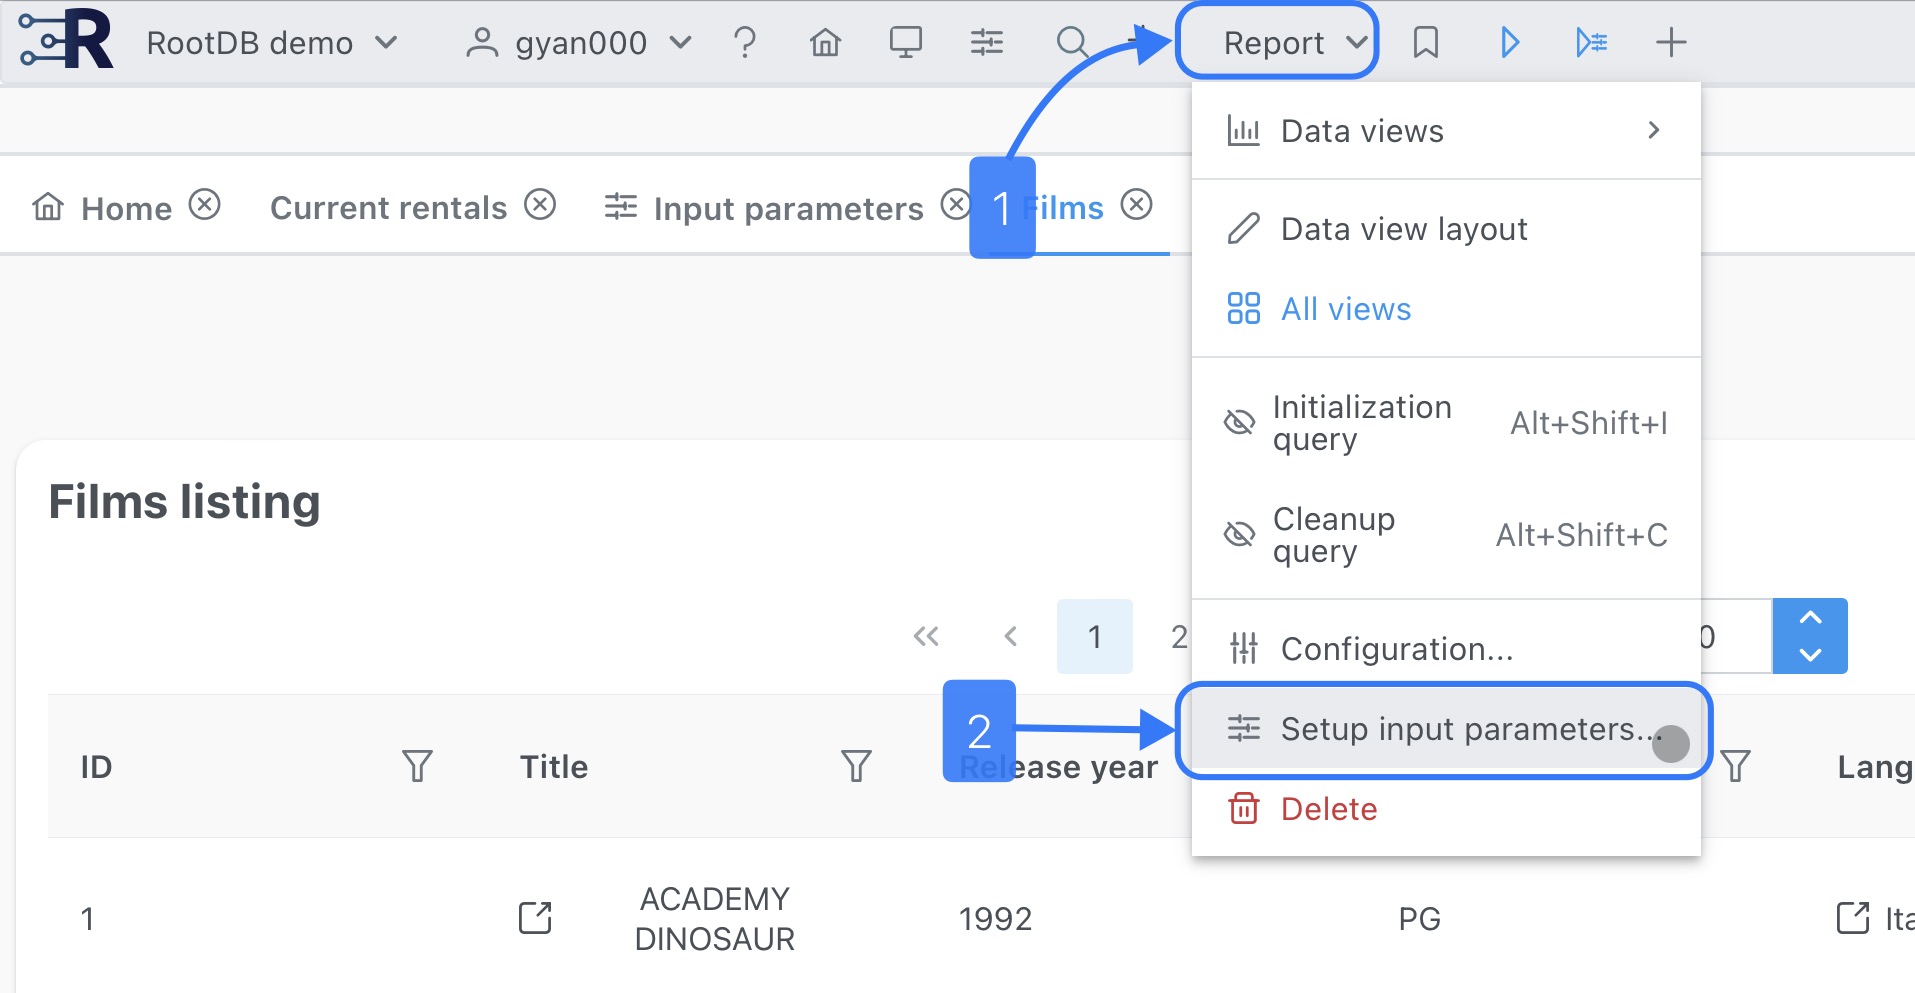 R RootDB demo gyan000 Report
Home Current rentals Input parameters 1 Films
Data views
Data view layout
All views
Initialization
query Alt+Shift+I
Cleanup
query Alt+Shift+C
Configuration...
Setup input parameters...
Delete
Films listing
1 2 0
2
ID Title Release year Lang
1 ACADEMY
DINOSAUR 1992 PG Ita